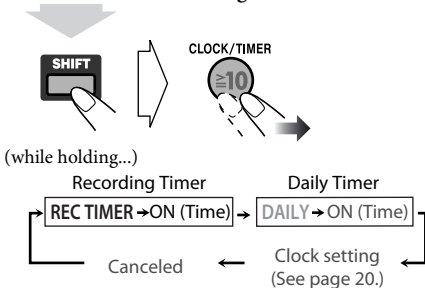 SHIFT
CLOCK/TIMER
≧10
(while holding...)
Recording Timer
Daily Timer
REC TIMER ➔ON (Time)
DAILY ➔ON (Time)
Canceled
Clock setting
(See page 20.)